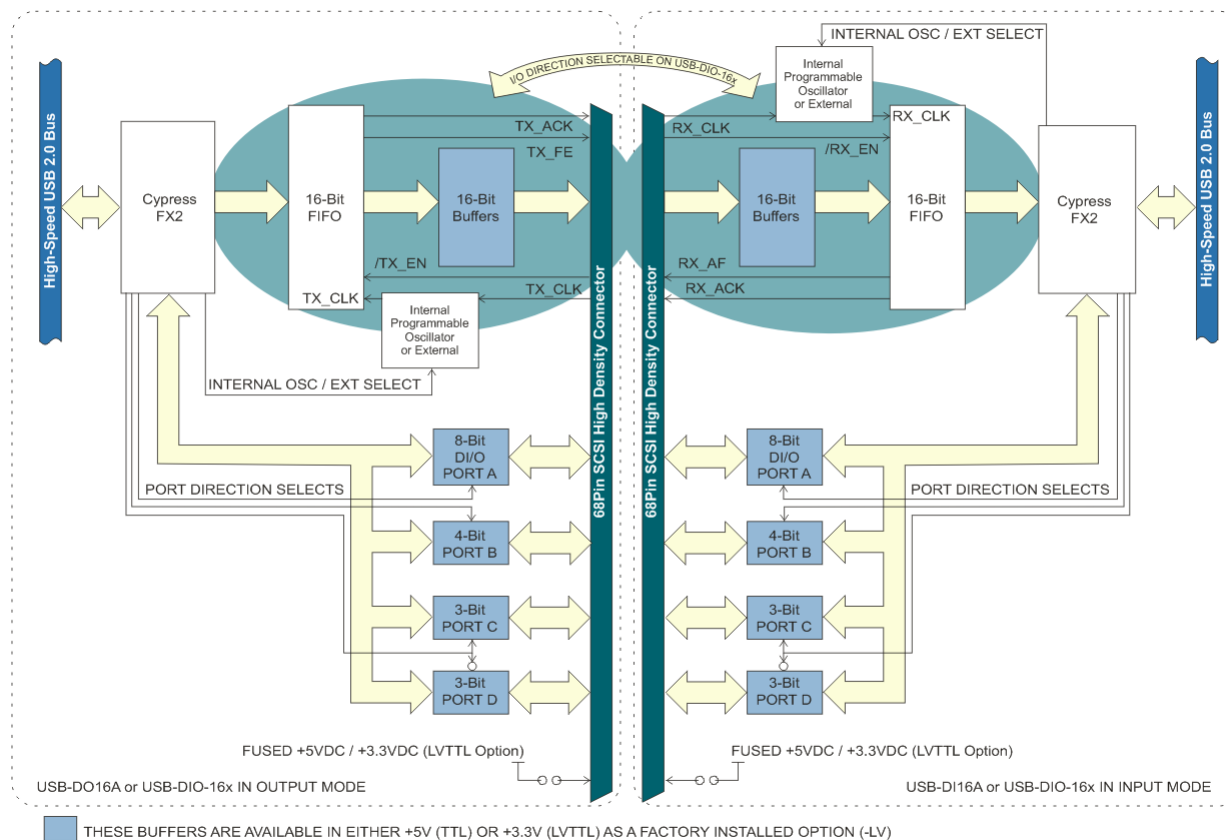 INTERNAL OSC / EXT SELECT
I/O DIRECTION SELECTABLE ON USB-DIO-16x
Internal
Programmable
Oscillator
or External
High-Speed USB 2.0 Bus
Cypress
FX2
16-Bit
FIFO
TX_ACK
TX_FE
16-Bit
Buffers
/TX_EN
TX_CLK
TX_CLK
Internal
Programmable
Oscillator
or External
INTERNAL OSC / EXT SELECT
68Pin SCSI High Density Connector
8-Bit
DI/O
PORT A
PORT DIRECTION SELECTS
4-Bit
PORT B
3-Bit
PORT C
3-Bit
PORT D
FUSED +5VDC / +3.3VDC (LVTTL Option)
USB-DO16A or USB-DIO-16x IN OUTPUT MODE
68Pin SCSI High Density Connector
RX_CLK
RX_CLK
/RX_EN
16-Bit
Buffers
16-Bit
FIFO
Cypress
FX2
High-Speed USB 2.0 Bus
RX_AF
RX_ACK
8-Bit
DI/O
PORT A
PORT DIRECTION SELECTS
4-Bit
PORT B
3-Bit
PORT C
3-Bit
PORT D
FUSED +5VDC / +3.3VDC (LVTTL Option)
USB-DI16A or USB-DIO-16x IN INPUT MODE
THESE BUFFERS ARE AVAILABLE IN EITHER +5V (TTL) OR +3.3V (LVTTL) AS A FACTORY INSTALLED OPTION (-LV)